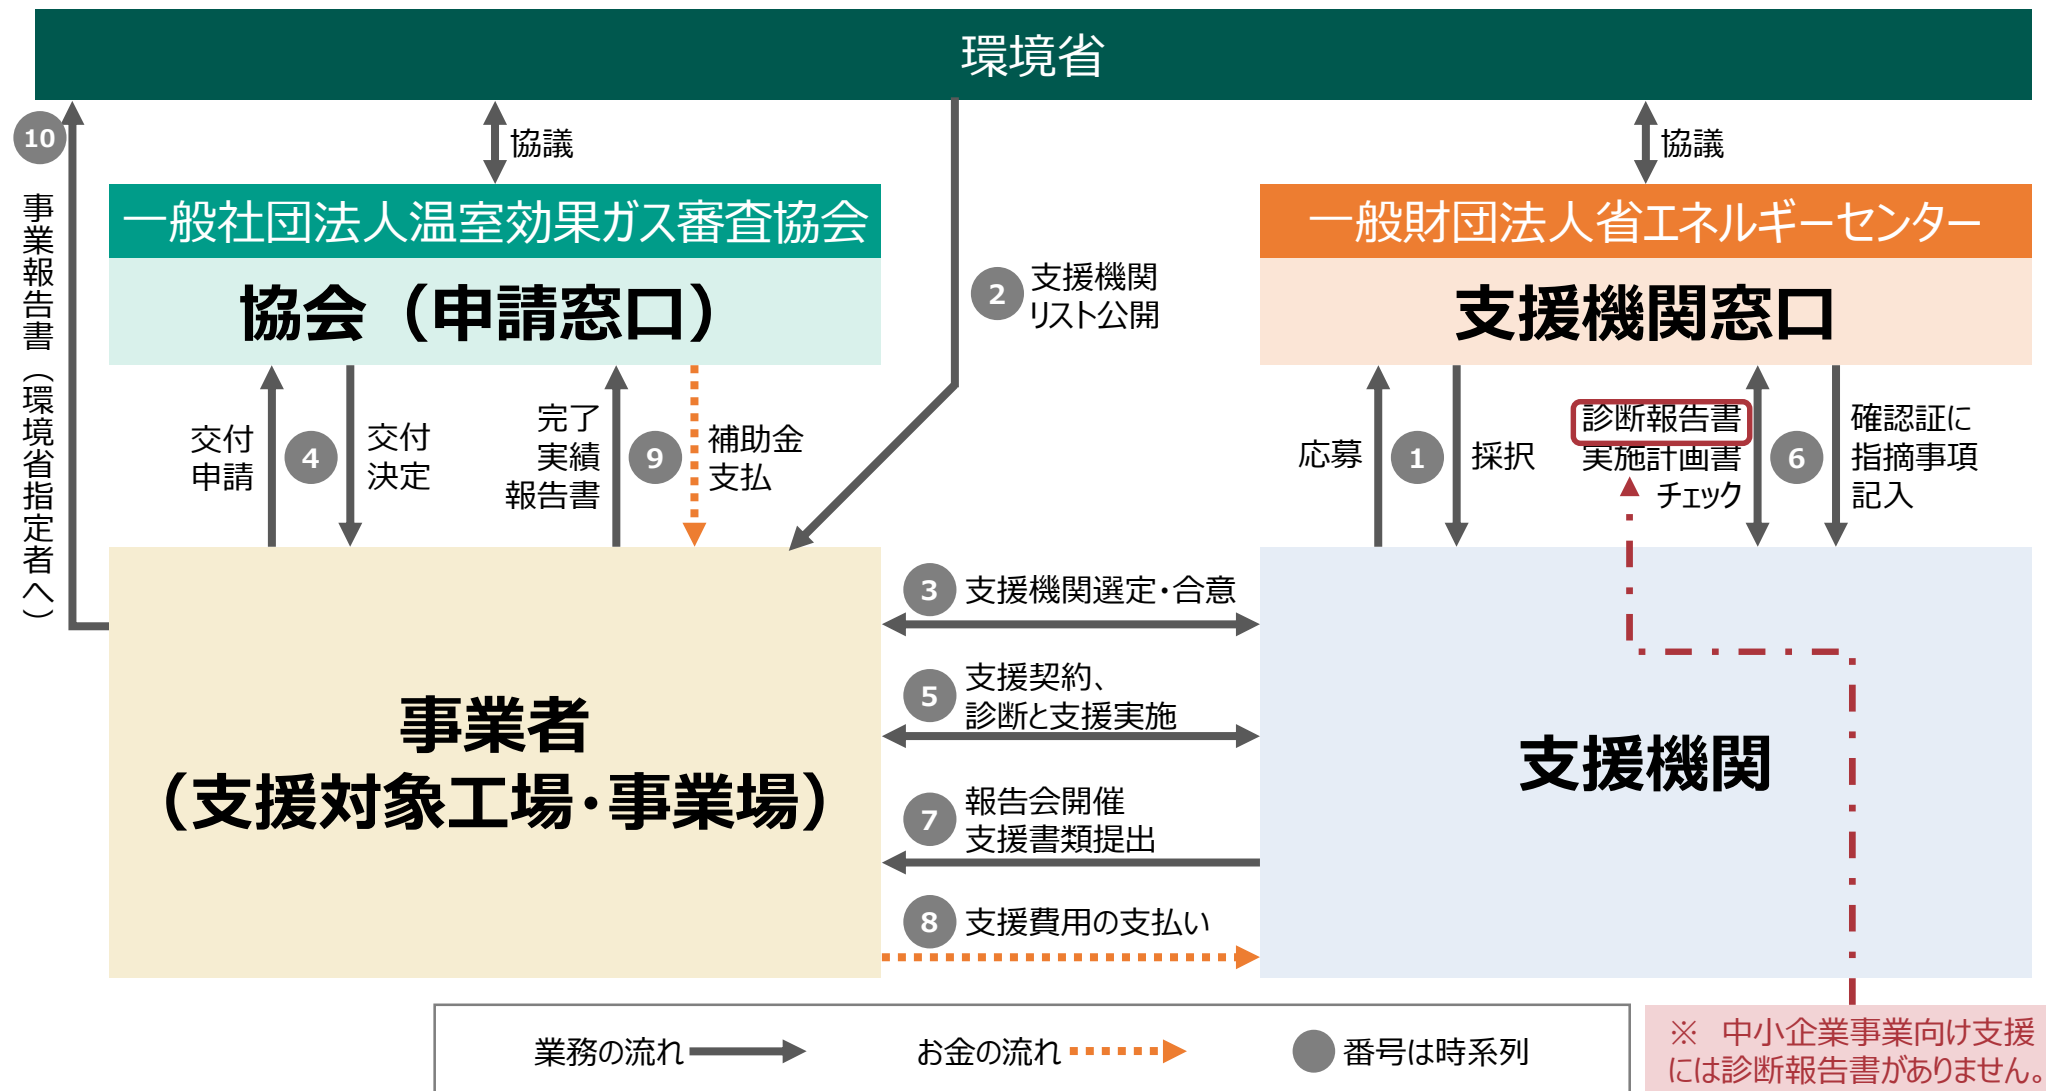 環境省
10
事業報告書（環境省指定者へ）
協議
協議
一般社団法人温室効果ガス審査協会
協会（申請窓口）
2
支援機関
リスト公開
一般財団法人省エネルギーセンター
支援機関窓口
交付
申請
4
交付
決定
完了
実績
報告書
9
補助金
支払
応募
1
採択
診断報告書
実施計画書
チェック
6
確認証に
指摘事項
記入
事業者
（支援対象工場・事業場）
3
支援機関選定・合意
5
支援契約、
診断と支援実施
7
報告会開催
支援書類提出
8
支援費用の支払い
支援機関
業務の流れ
お金の流れ
番号は時系列
※　中小企業事業向け支援
には診断報告書がありません。